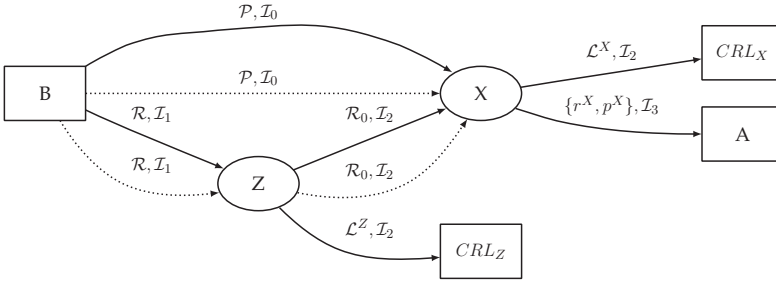 𝒫, ℐ₀
ℒ^X, ℐ₂
CRL_X
B
𝒫, ℐ₀
X
{r^X, p^X}, ℐ₃
A
ℛ, ℐ₁
ℛ₀, ℐ₂
ℛ, ℐ₁
Z
ℛ₀, ℐ₂
ℒ^Z, ℐ₂
CRL_Z